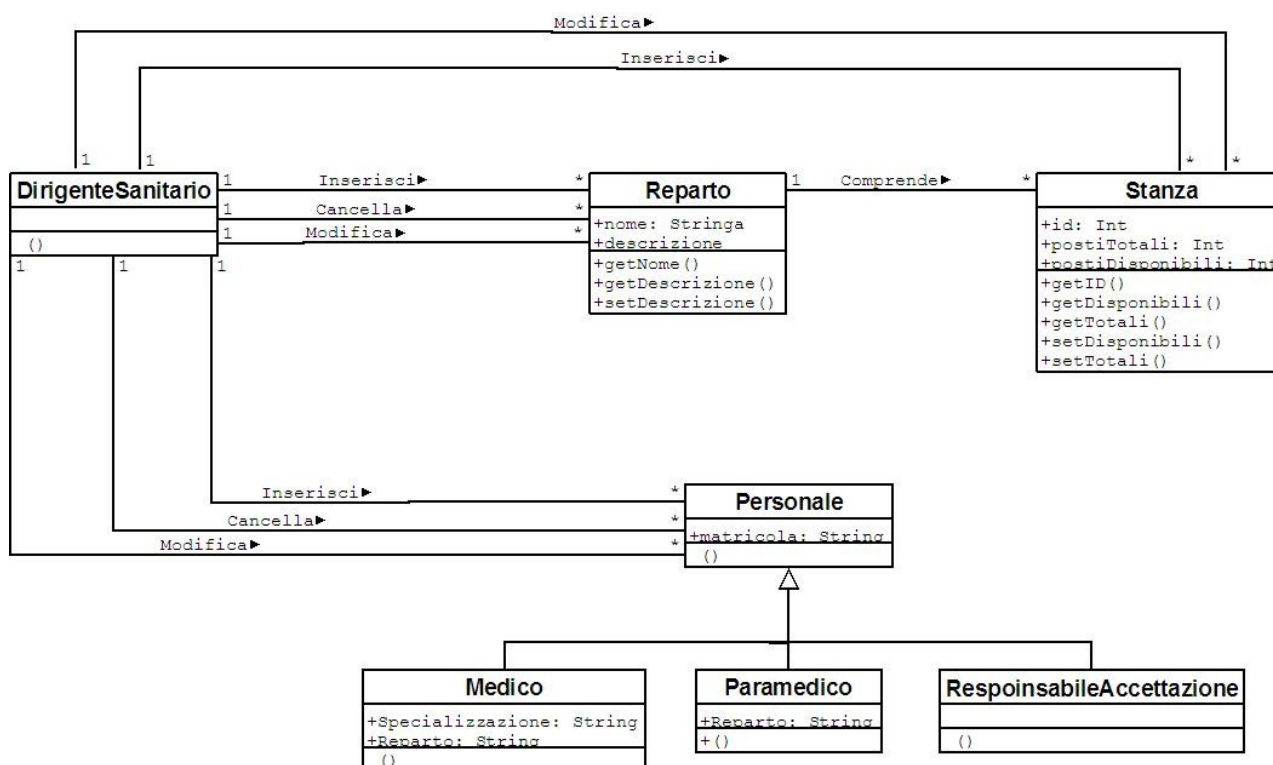 Modifica▶
Inserisci▶
1
1
*
*
DirigenteSanitario
()
1
Inserisci▶
*
1
Cancella▶
*
1
Modifica▶
*
Reparto
+nome: Stringa
+descrizione
+getNome()
+getDescrizione()
+setDescrizione()
1
Comprende▶
*
Stanza
+id: Int
+postiTotali: Int
+postiDisponibili: Int
+getID()
+getDisponibili()
+getTotali()
+setDisponibili()
+setTotali()
1
1
1
Inserisci▶
*
Cancella▶
*
Modifica▶
*
Personale
+matricola: String
()
Medico
+Specializzazione: String
+Reparto: String
()
Paramedico
+Reparto: String
+()
RespoinsabileAccettazione
()